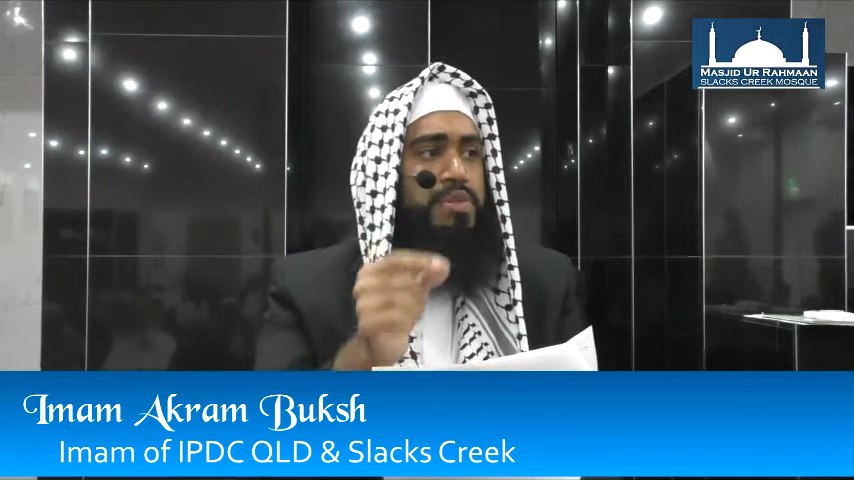 MASJID UR RAHMAAN
SLACKS CREEK MOSQUE
Imam Akram Buksh
Imam of IPDC QLD & Slacks Creek